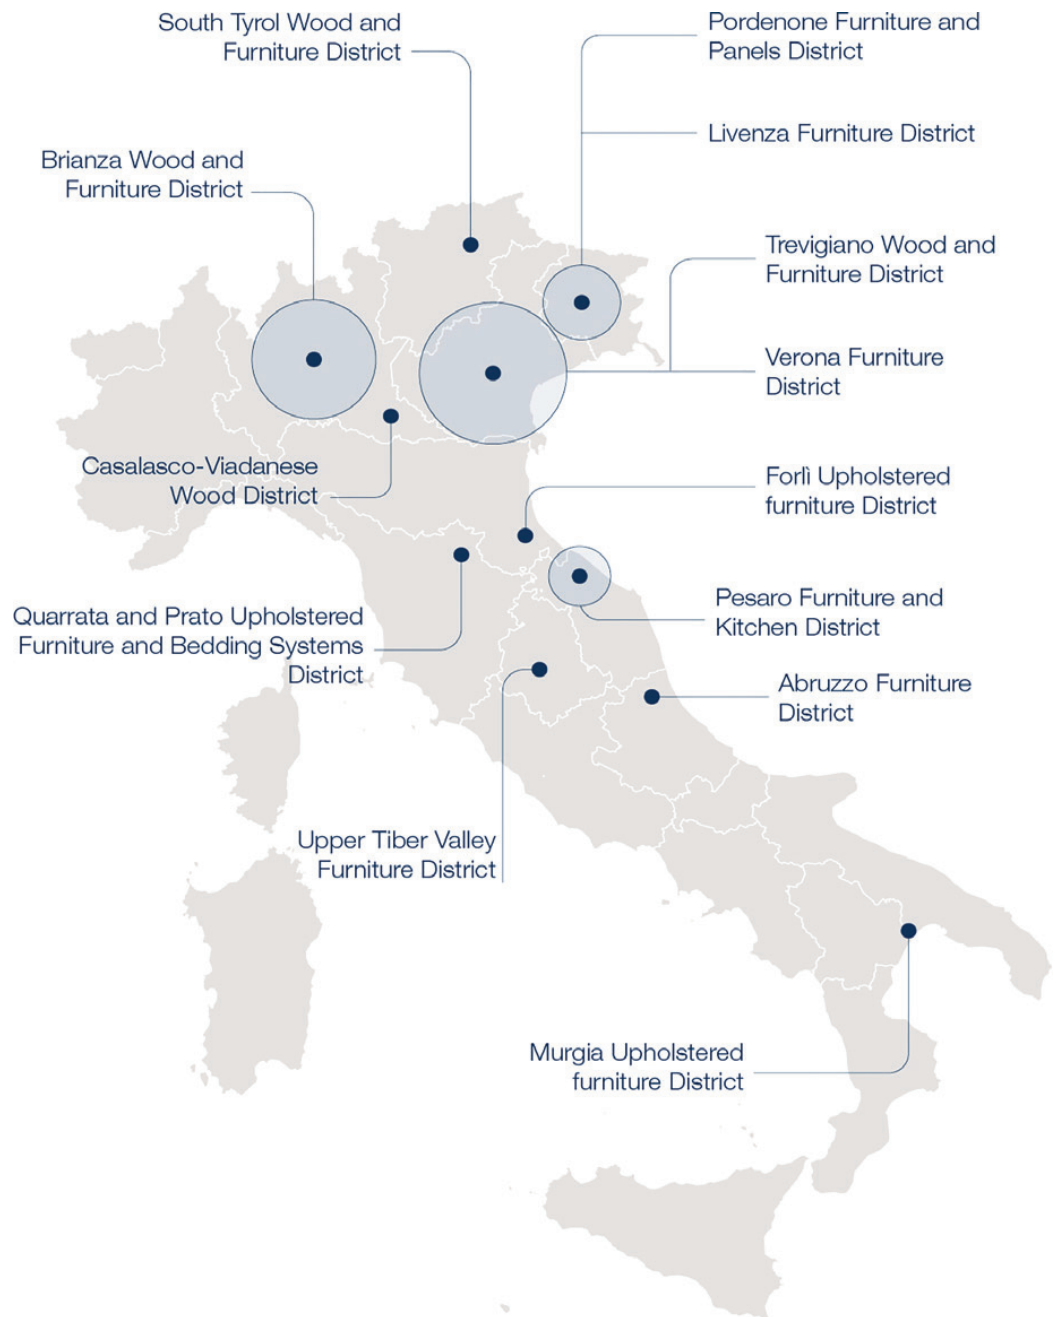 South Tyrol Wood and
Furniture District
Pordenone Furniture and
Panels District
Livenza Furniture District
Brianza Wood and
Furniture District
Trevigiano Wood and
Furniture District
Verona Furniture
District
Casalasco-Viadanese
Wood District
Forlì Upholstered
furniture District
Quarrata and Prato Upholstered
Furniture and Bedding Systems
District
Pesaro Furniture and
Kitchen District
Abruzzo Furniture
District
Upper Tiber Valley
Furniture District
Murgia Upholstered
furniture District